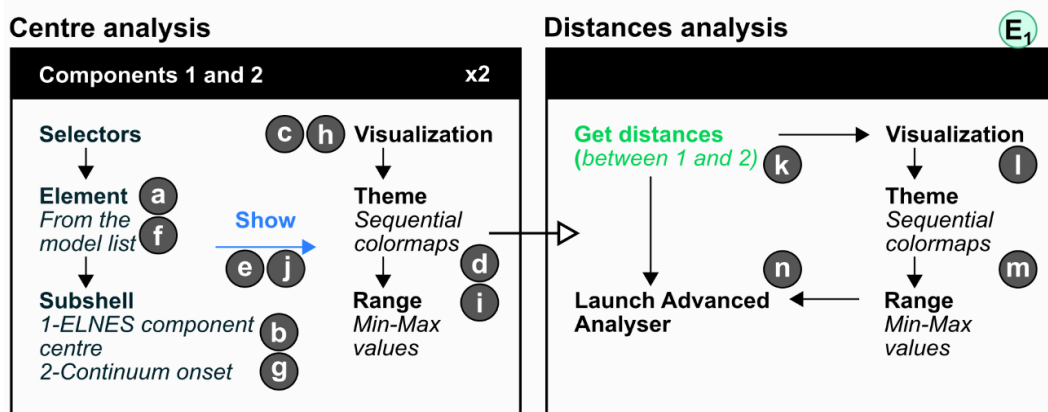 Centre analysis
Components 1 and 2 x2
Selectors
Element
From the
model list
Subshell
1-ELNES component
centre
2-Continuum onset
a
f
b
g
Show
e j
c h
Visualization
Theme
Sequential
colormaps
d
Range
i
Min-Max
values
Distances analysis
E1
Get distances
(between 1 and 2)
k
Launch Advanced
Analyser
n
Visualization
l
Theme
Sequential
colormaps
m
Range
Min-Max
values